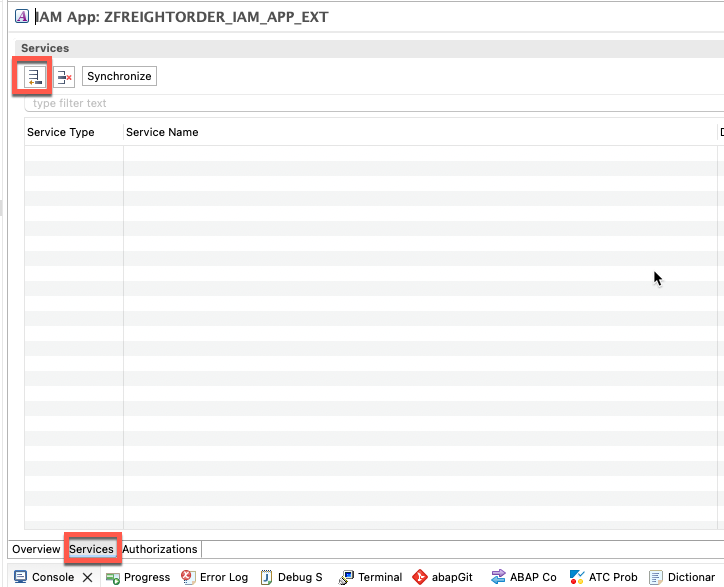 IAM App: ZFREIGHTORDER_IAM_APP_EXT
Services
Synchronize
type filter text
Service Type Service Name D
Overview Services Authorizations
Console Progress Error Log Debug S Terminal abapGit ABAP Co ATC Prob Dictionar